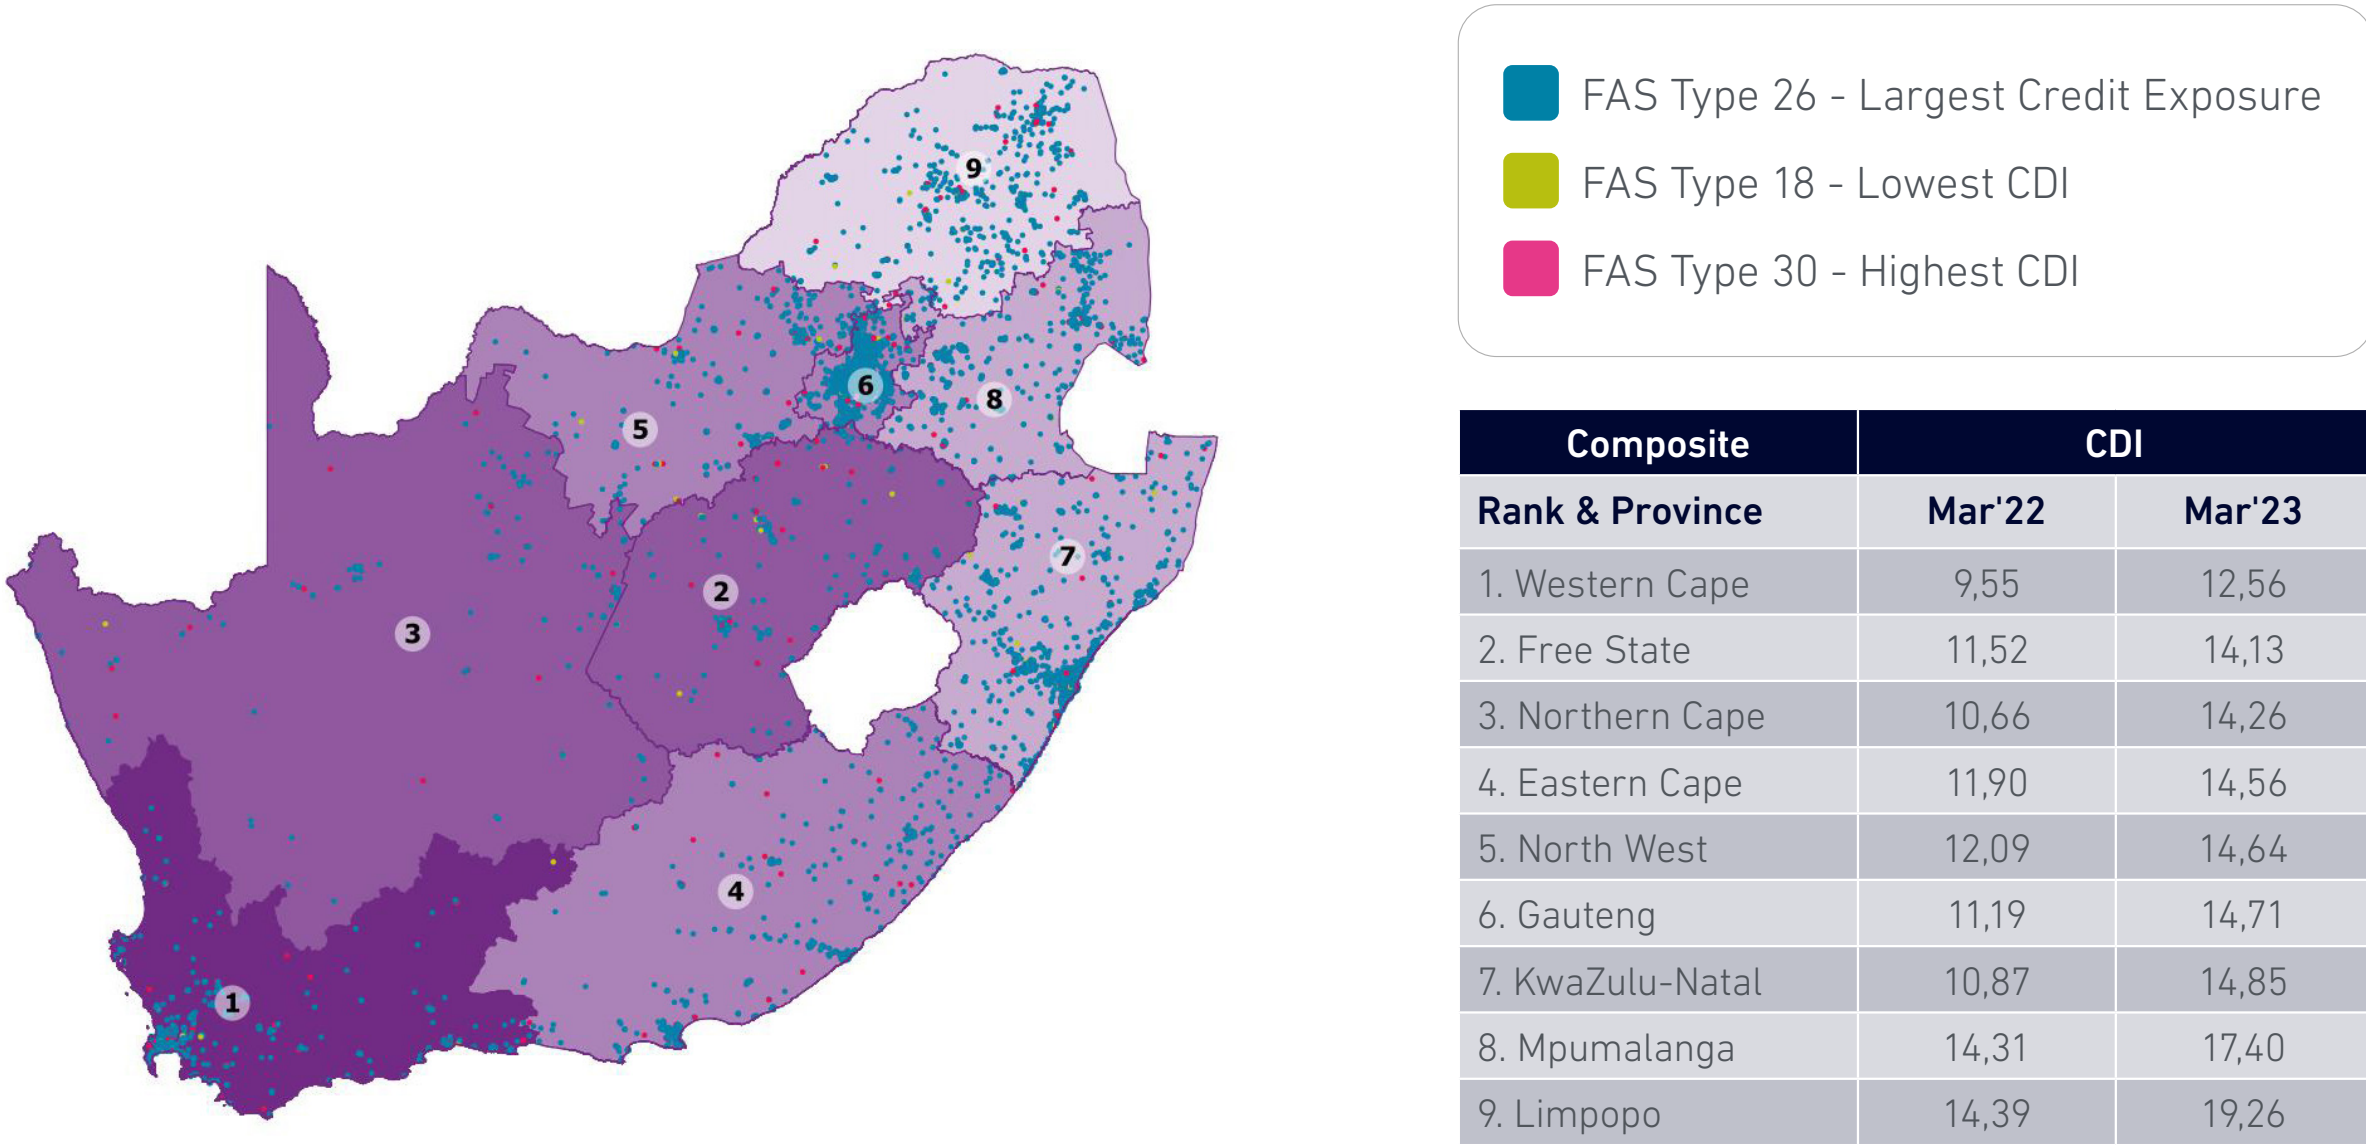 FAS Type 26 - Largest Credit Exposure
FAS Type 18 - Lowest CDI
FAS Type 30 - Highest CDI
9
6
8
5
7
2
3
4
1
Composite CDI
Rank & Province Mar'22 Mar'23
1. Western Cape 9,55 12,56
2. Free State 11,52 14,13
3. Northern Cape 10,66 14,26
4. Eastern Cape 11,90 14,56
5. North West 12,09 14,64
6. Gauteng 11,19 14,71
7. KwaZulu-Natal 10,87 14,85
8. Mpumalanga 14,31 17,40
9. Limpopo 14,39 19,26